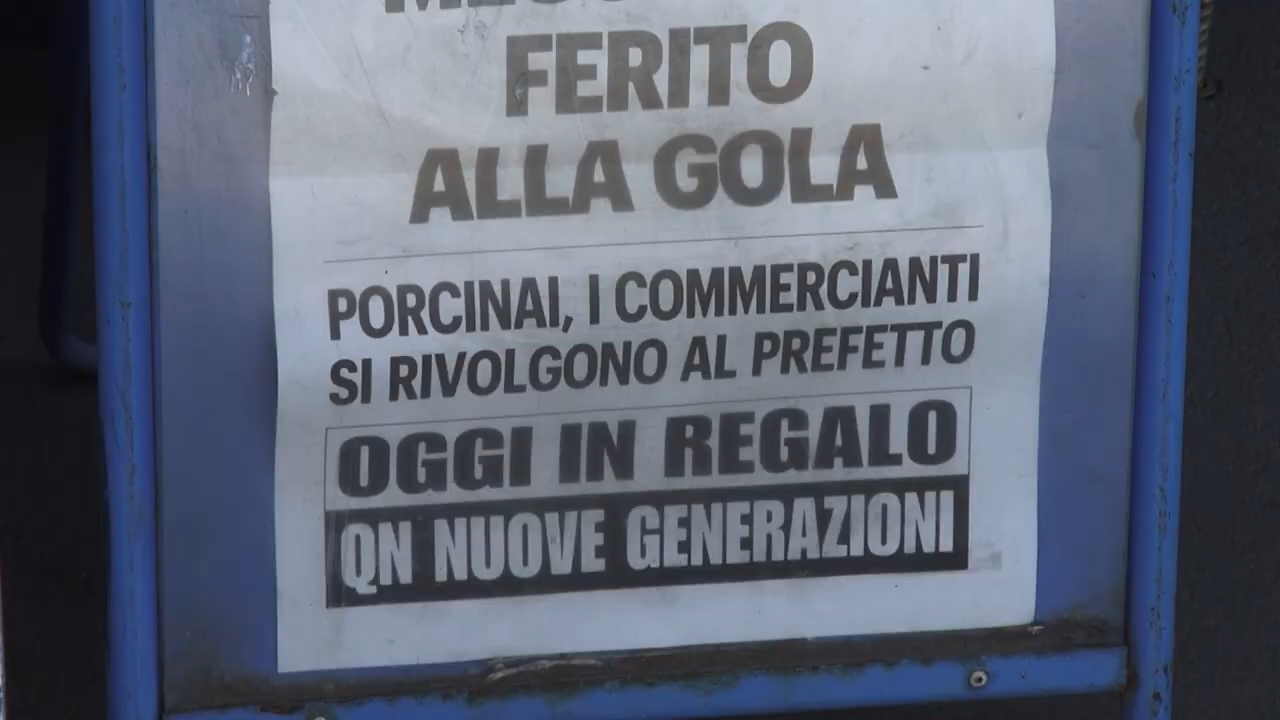 FERITO
ALLA GOLA
PORCINAI, I COMMERCIANTI
SI RIVOLGONO AL PREFETTO
OGGI IN REGALO
QN NUOVE GENERAZIONI